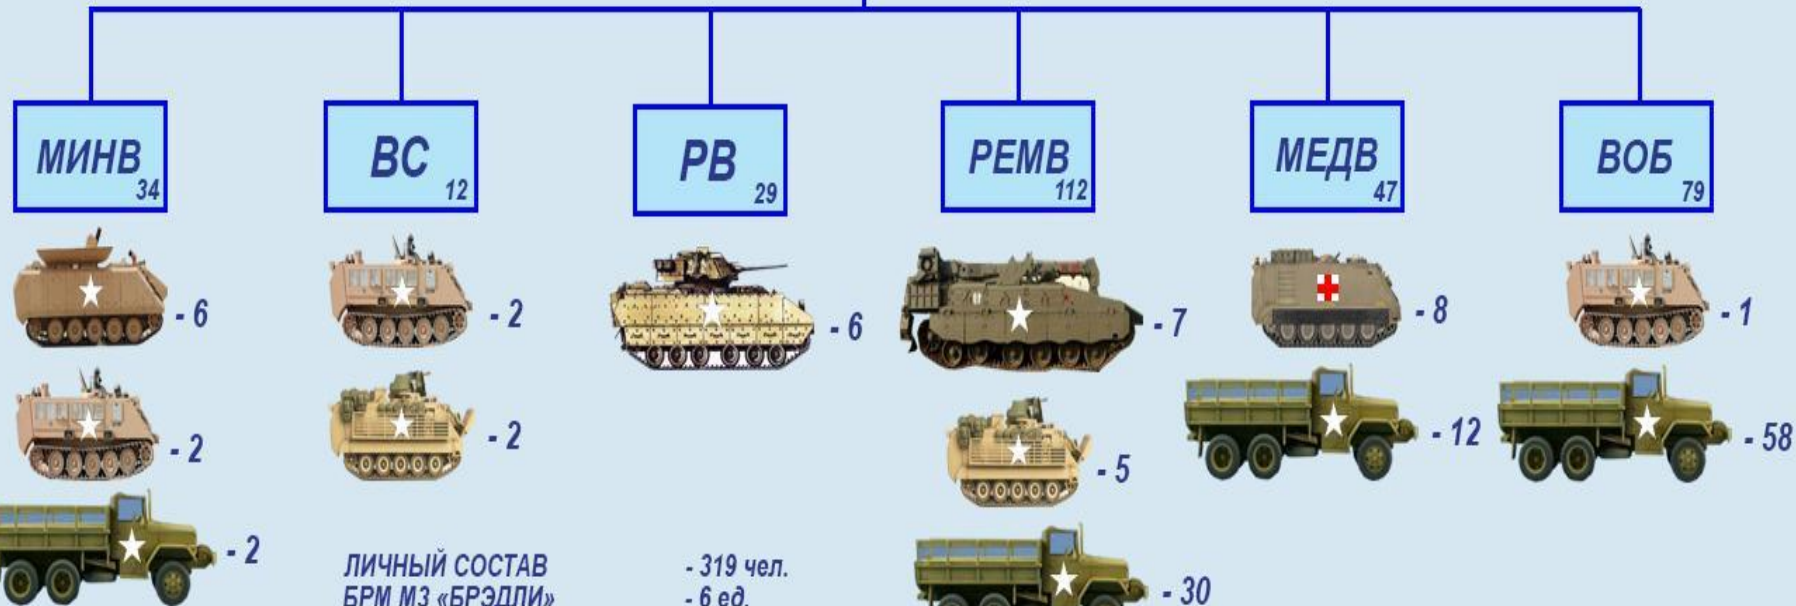 МИНВ
34
ВС
12
РВ
29
РЕМВ
112
МЕДВ
47
ВОБ
79
- 6
- 2
- 6
- 7
- 8
- 1
- 2
- 2
- 5
- 12
- 58
- 2
- 30
ЛИЧНЫЙ СОСТАВ - 319 чел.
БРМ М3 «БРЭДЛИ» - 6 ед.